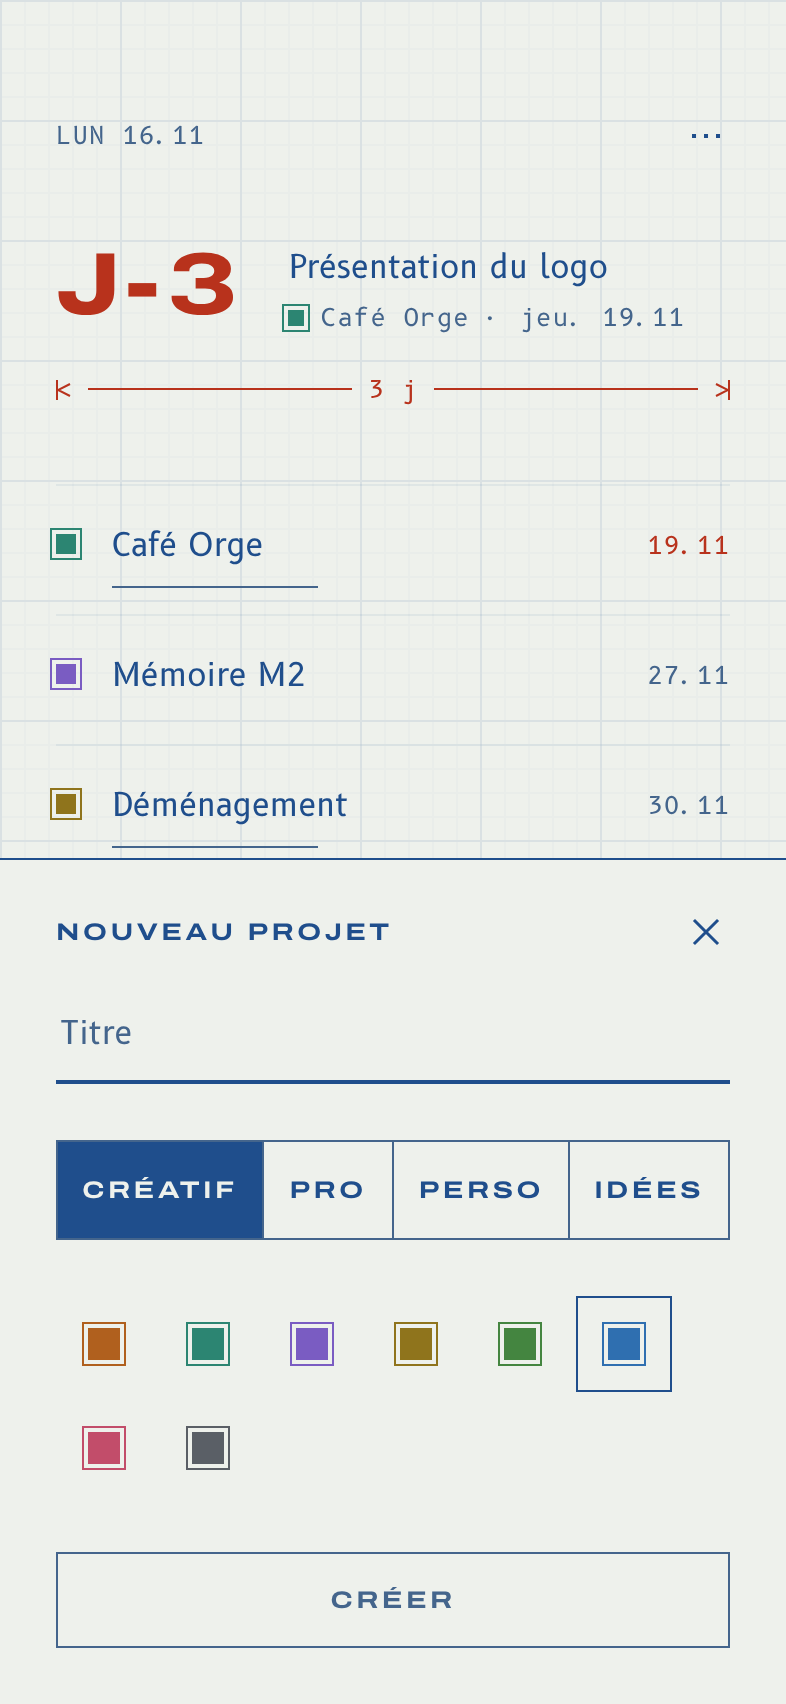 LUN 16.11
...
J-3
Présentation du logo
Café Orge · jeu. 19.11
3 j
Café Orge 19.11
Mémoire M2 27.11
Déménagement 30.11
NOUVEAU PROJET
Titre
CRÉATIF PRO PERSO IDÉES
CRÉER